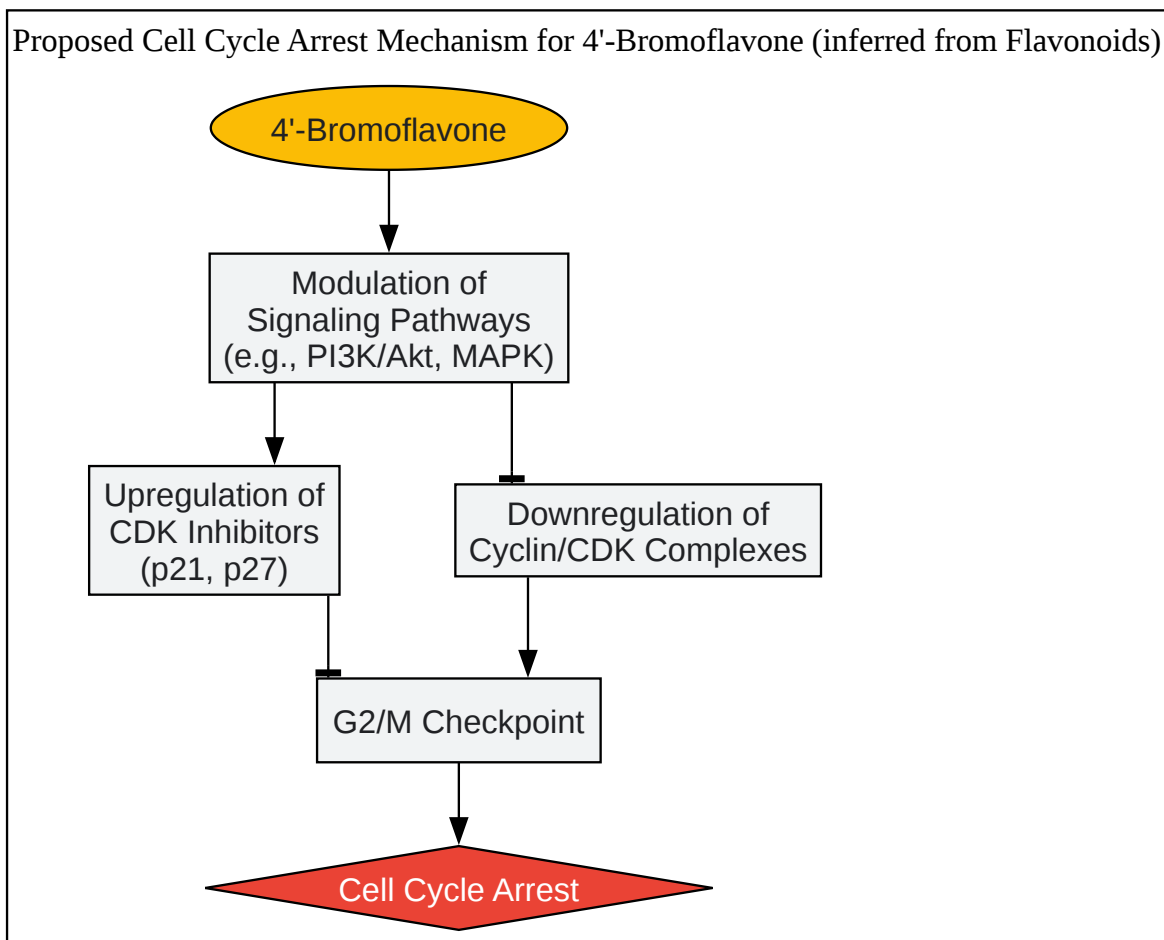 Proposed Cell Cycle Arrest Mechanism for 4'-Bromoflavone (inferred from Flavonoids)
4'-Bromoflavone
Modulation of
Signaling Pathways
(e.g., PI3K/Akt, MAPK)
Upregulation of
CDK Inhibitors
(p21, p27)
Downregulation of
Cyclin/CDK Complexes
G2/M Checkpoint
Cell Cycle Arrest